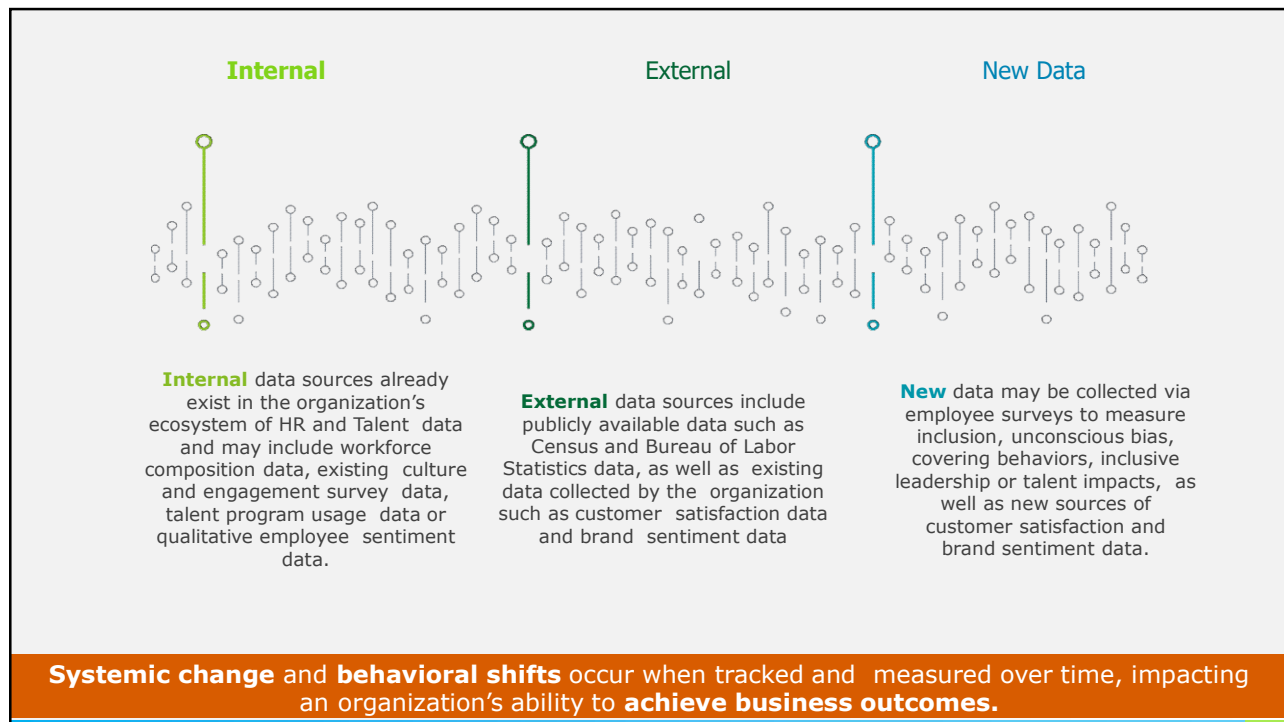 Internal
External
New Data
Internal data sources already
exist in the organization's
ecosystem of HR and Talent data
and may include workforce
composition data, existing culture
and engagement survey data,
talent program usage data or
qualitative employee sentiment
data.
External data sources include
publicly available data such as
Census and Bureau of Labor
Statistics data, as well as existing
data collected by the organization
such as customer satisfaction data
and brand sentiment data
New data may be collected via
employee surveys to measure
inclusion, unconscious bias,
covering behaviors, inclusive
leadership or talent impacts, as
well as new sources of
customer satisfaction and
brand sentiment data.
Systemic change and behavioral shifts occur when tracked and measured over time, impacting
an organization's ability to achieve business outcomes.